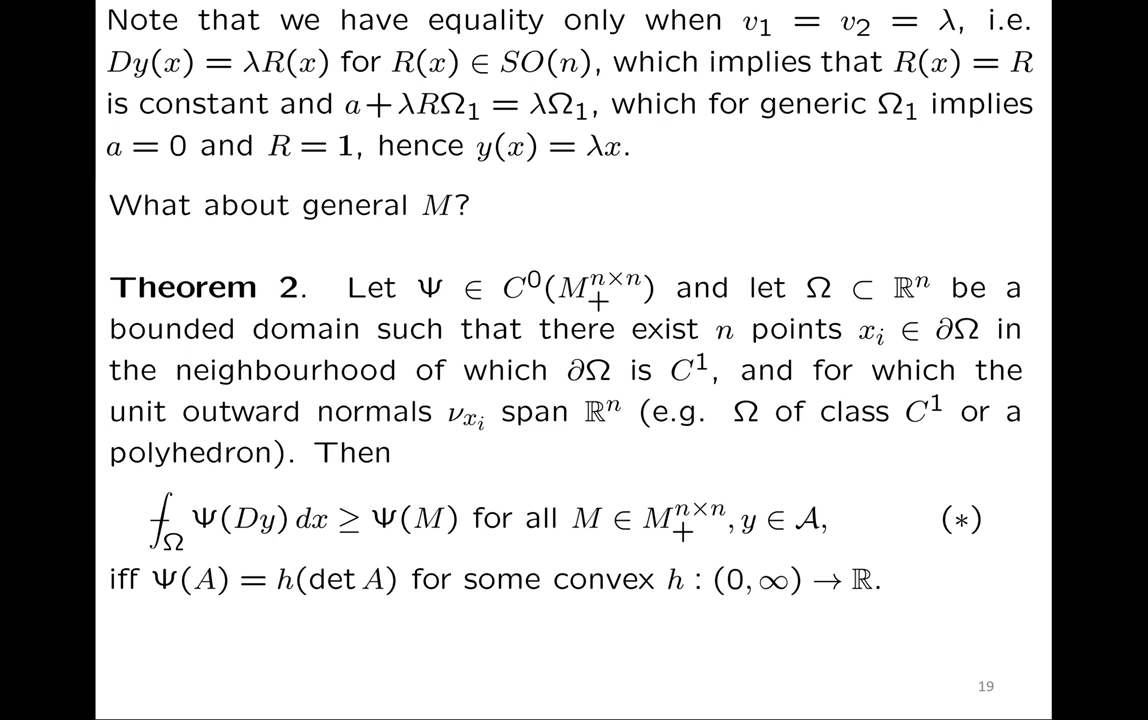 Note that we have equality only when v₁ = v₂ = λ, i.e.
Dy(x) = λR(x) for R(x) ∈ SO(n), which implies that R(x) = R
is constant and a+λRΩ₁ = λΩ₁, which for generic Ω₁ implies
a = 0 and R = 1, hence y(x) = λx.
What about general M?
Theorem 2. Let Ψ ∈ C⁰(M₊ⁿˣⁿ) and let Ω ⊂ ℝⁿ be a
bounded domain such that there exist n points xᵢ ∈ ∂Ω in
the neighbourhood of which ∂Ω is C¹, and for which the
unit outward normals ν_{xᵢ} span ℝⁿ (e.g. Ω of class C¹ or a
polyhedron). Then
⨍_Ω Ψ(Dy) dx ≥ Ψ(M) for all M ∈ M₊ⁿˣⁿ, y ∈ 𝒜, (∗)
iff Ψ(A) = h(det A) for some convex h : (0, ∞) → ℝ.
19